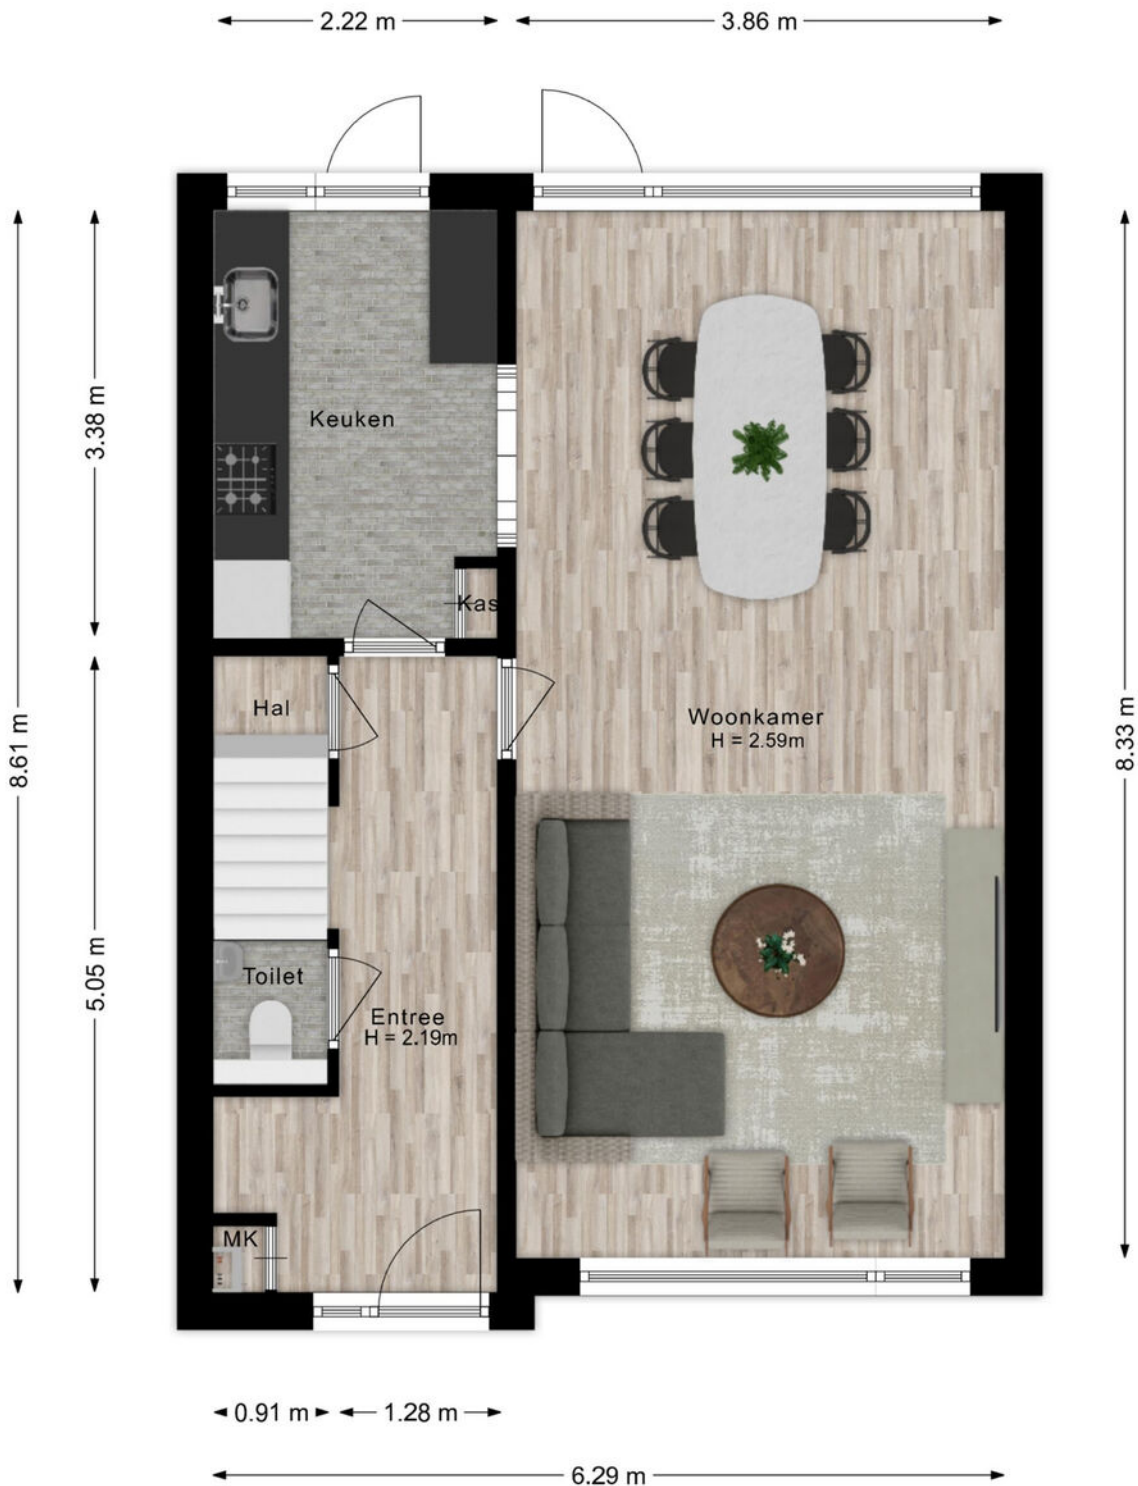 2.22 m
3.86 m
3.38 m
8.61 m
5.05 m
8.33 m
Keuken
Kas
Hal
Woonkamer
H = 2.59m
Toilet
Entree
H = 2.19m
MK
0.91 m
1.28 m
6.29 m